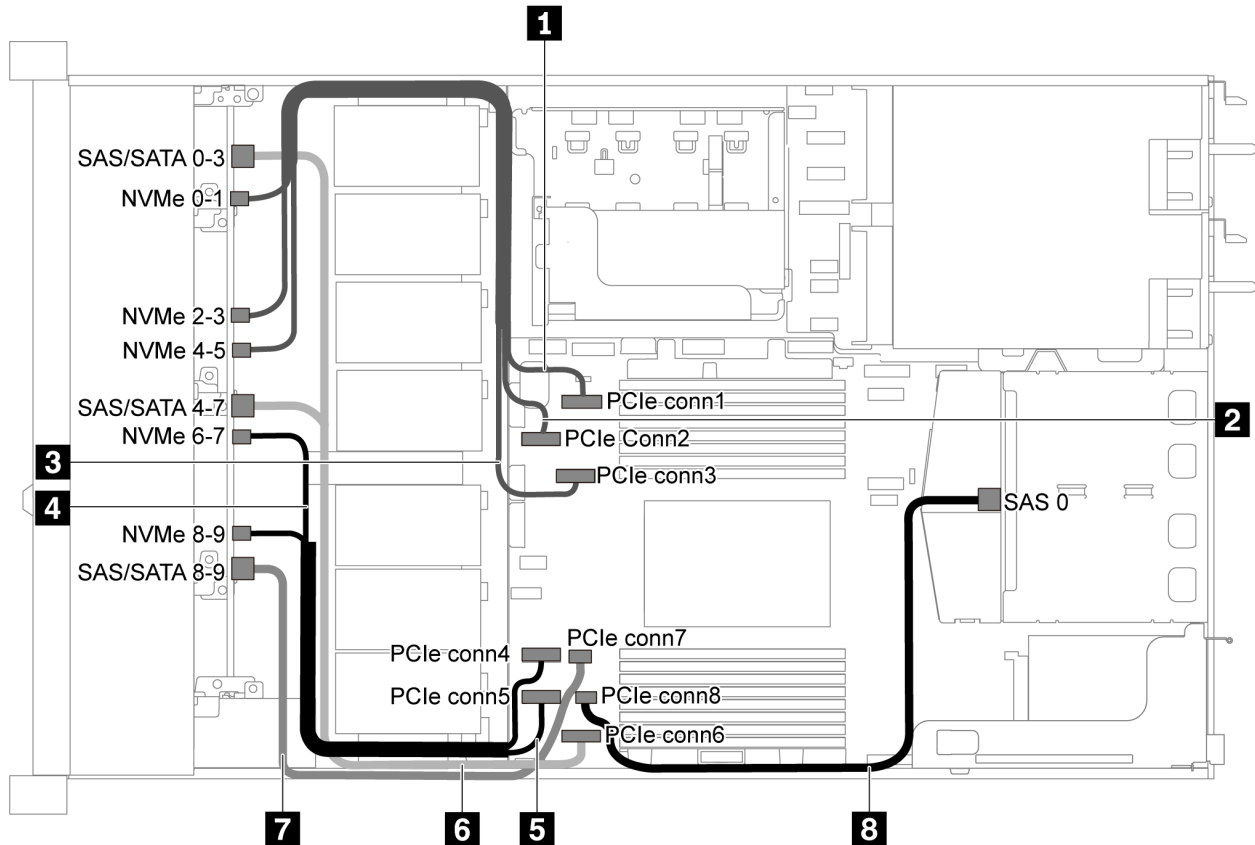 1
SAS/SATA 0-3
NVMe 0-1
NVMe 2-3
NVMe 4-5
PCIe conn1
SAS/SATA 4-7
2
NVMe 6-7
PCIe Conn2
3
PCIe conn3
4
SAS 0
NVMe 8-9
SAS/SATA 8-9
PCIe conn7
PCIe conn4
PCIe conn5
PCIe conn8
PCIe conn6
7
6
5
8